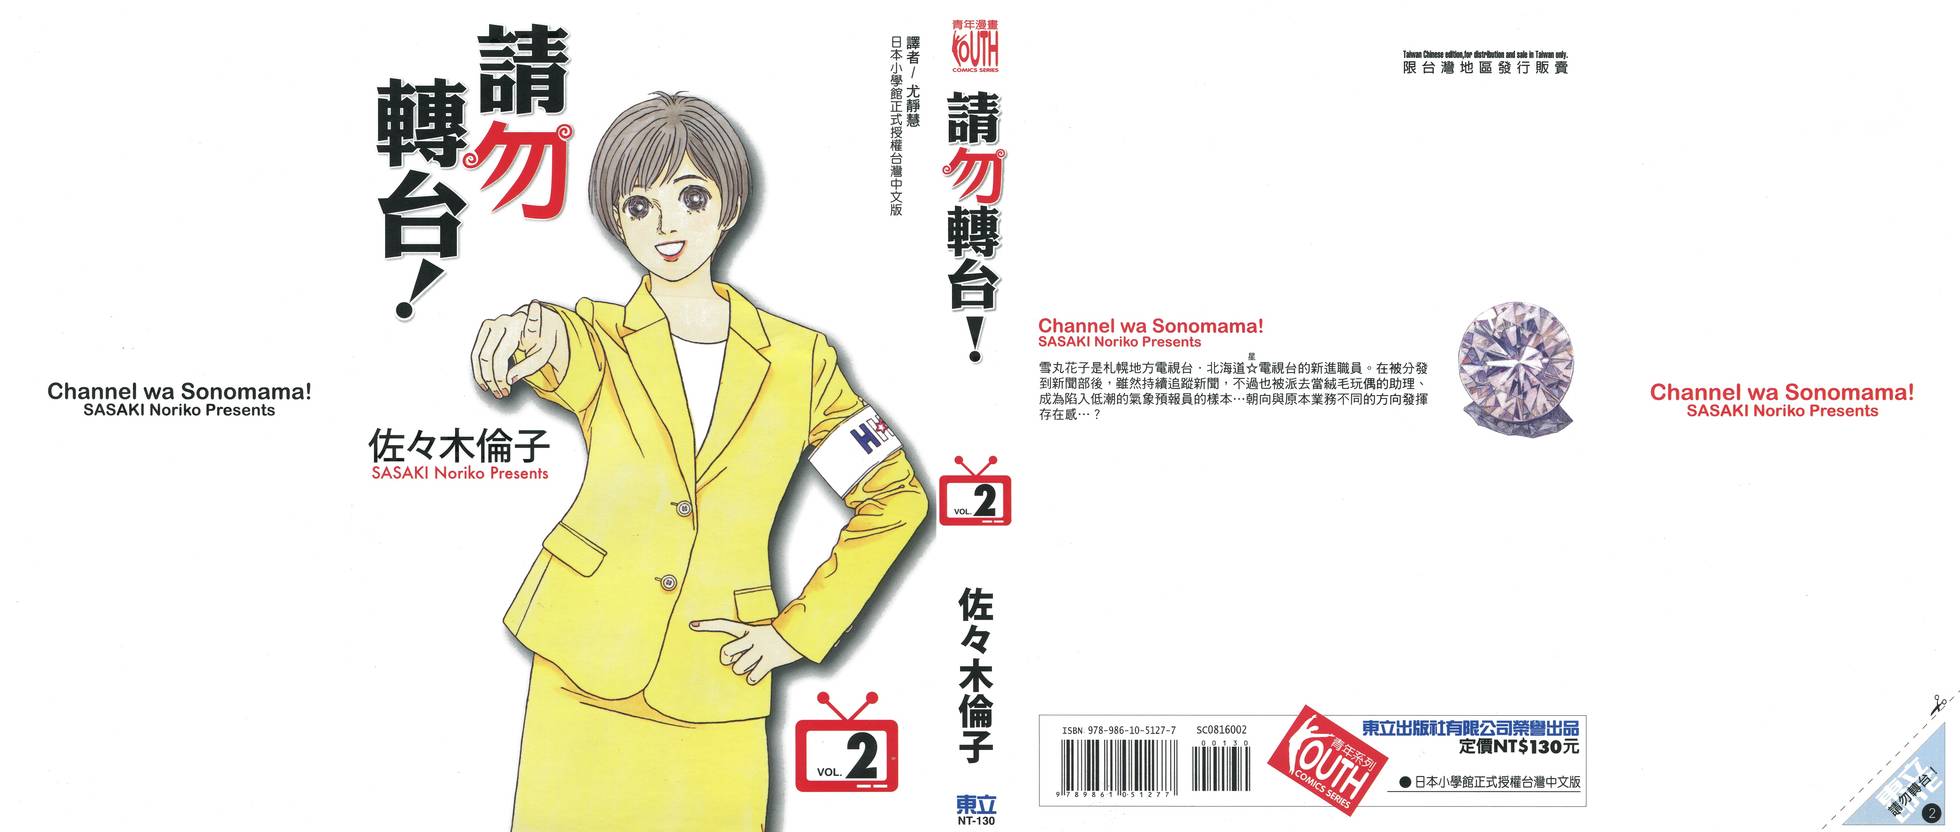 Channel wa Sonomama!
SASAKI Noriko Presents
請勿
轉台！
佐々木倫子
SASAKI Noriko Presents
VOL. 2
譯者/尤靜慧
日本小學館正式授權台灣中文版
青年漫畫
YOUTH
COMICS SERIES
請勿轉台！
VOL. 2
佐々木倫子
東立
NT-130
Taiwan Chinese edition,for distribution and sale in Taiwan only.
限台灣地區發行販賣
Channel wa Sonomama!
SASAKI Noriko Presents
星
雪丸花子是札幌地方電視台・北海道☆電視台的新進職員。在被分發
到新聞部後，雖然持續追蹤新聞，不過也被派去當絨毛玩偶的助理、
成為陷入低潮的氣象預報員的樣本…朝向與原本業務不同的方向發揮
存在感…？
ISBN 978-986-10-5127-7
SC0816002
00130
9789861051277
青年系列
YOUTH
COMICS SERIES
東立出版社有限公司榮譽出品
定價NT$130元
●日本小學館正式授權台灣中文版
Channel wa Sonomama!
SASAKI Noriko Presents
東立
請勿轉台！
2